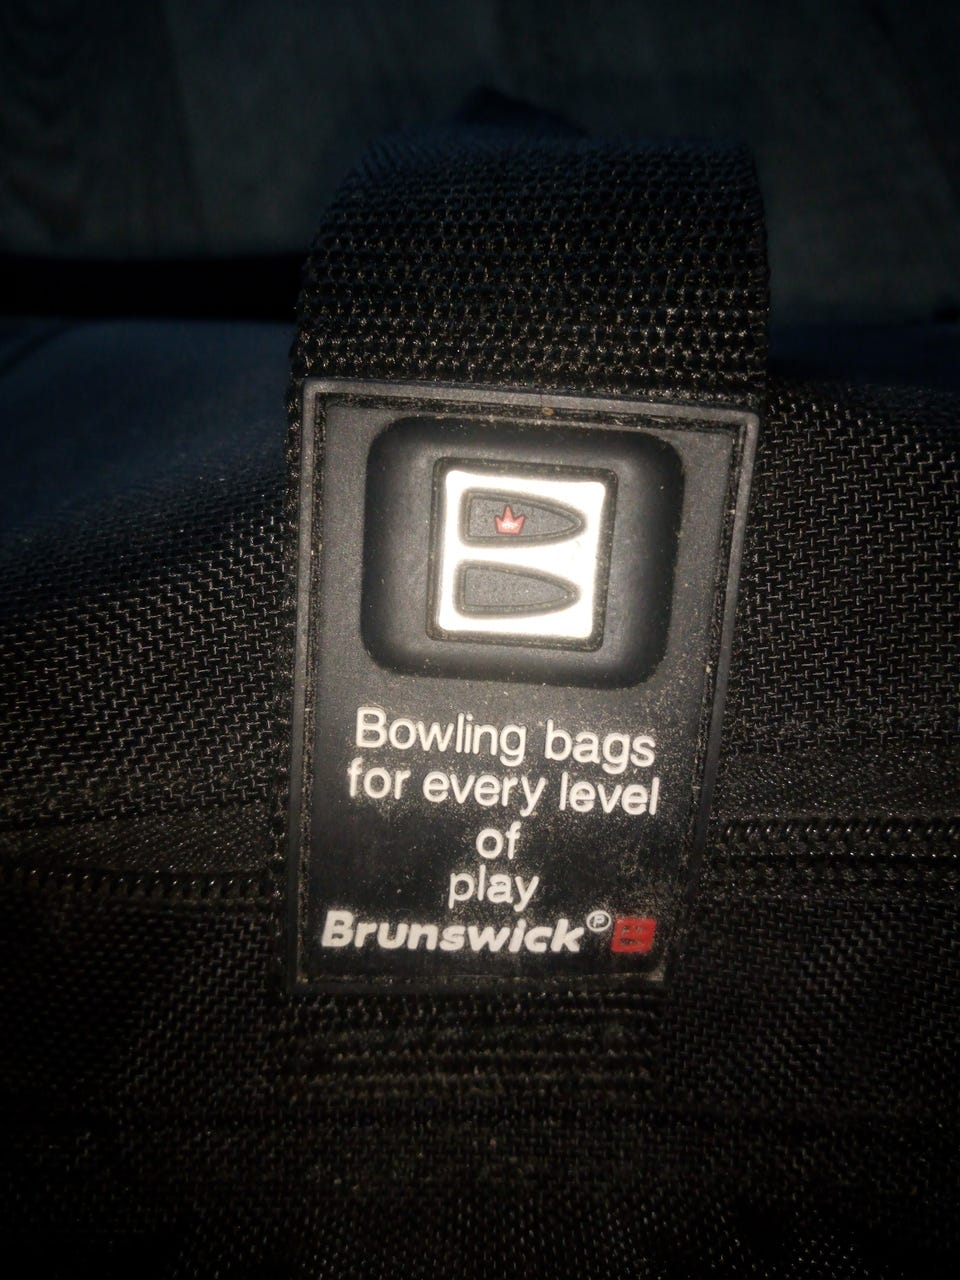 Bowling bags
for every level
of
play
Brunswick ℗